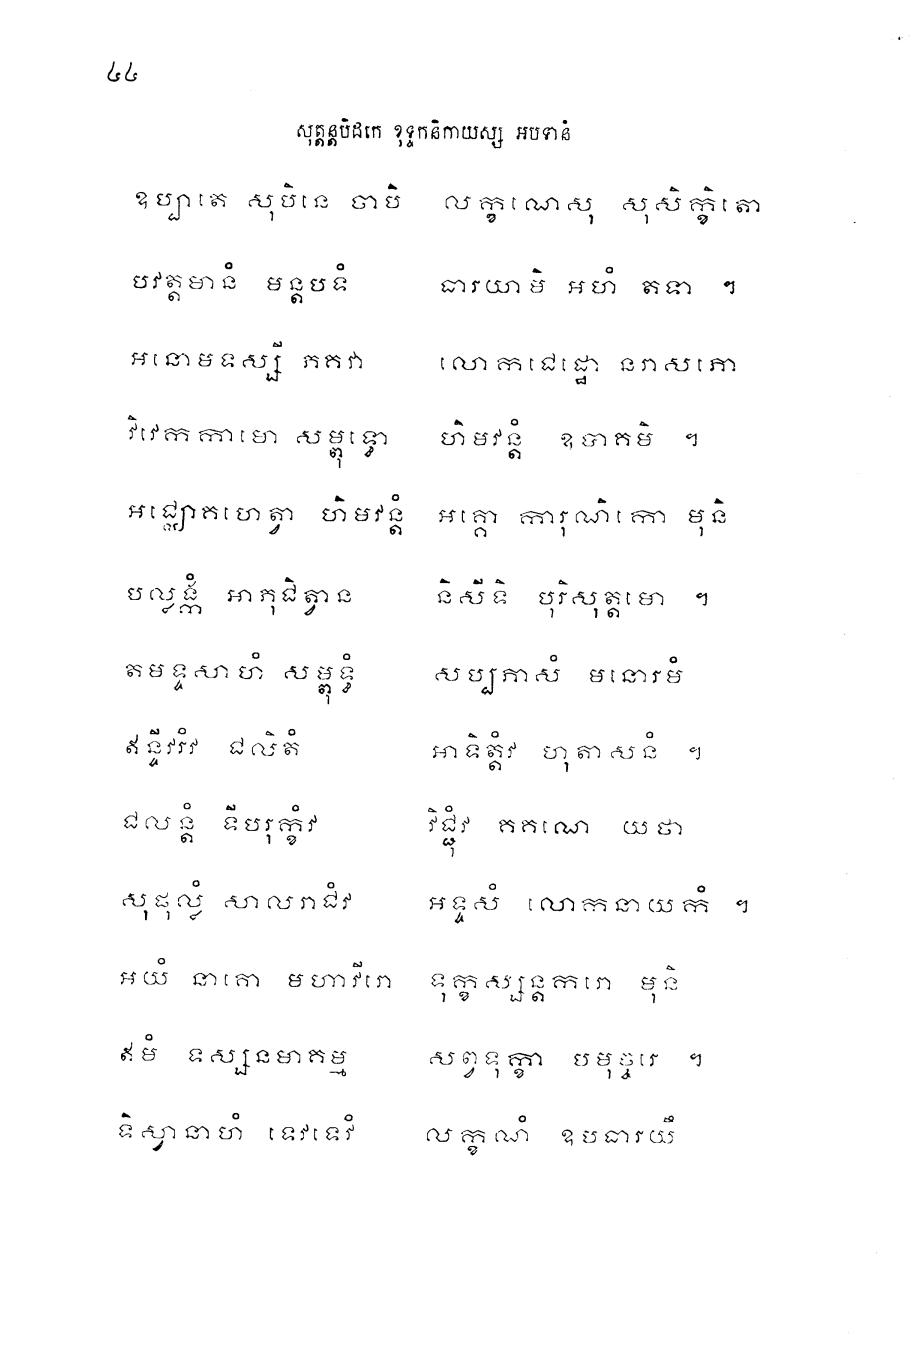 ៤៤
សុត្តន្តបិដកេ ខុទ្ទកនិកាយស្ស អបទានំ
ឧប្បាតេ សុបិនេ ចាបិ លក្ខណេសុ សុសិក្ខិតោ
បវត្តមានំ មន្តបទំ ធារយាមិ អហំ តទា ។
អនោមទស្សី ភគវា លោកជេដ្ឋោ នរាសភោ
វិវេកកាមោ សម្ពុទ្ធោ ហិមវន្តំ ឧបាគមិ ។
អជ្ឈោគហេត្វា ហិមវន្តំ អគ្គោ ការុណិកោ មុនិ
បល្លង្កំ អាភុជិត្វាន និសីទិ បុរិសុត្តមោ ។
តមទ្ទសាហំ សម្ពុទ្ធំ សប្បភាសំ មនោរមំ
ឥន្ទីវរំវ ជលិតំ អាទិត្តំវ ហុតាសនំ ។
ជលន្តំ ទីបរុក្ខំវ វិជ្ជុំវ គគណេ យថា
សុផុល្លំ សាលរាជំវ អទ្ទសំ លោកនាយកំ ។
អយំ នាគោ មហាវីរោ ទុក្ខស្សន្តករោ មុនិ
ឥមំ ទស្សនមាគម្ម សព្វទុក្ខា បមុច្ចរេ ។
ទិស្វានាហំ ទេវទេវំ លក្ខណំ ឧបធារយឹ